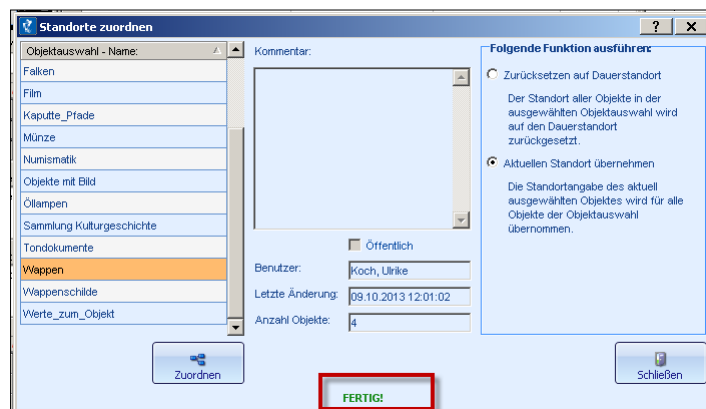 Standorte zuordnen
?
X
Objektauswahl - Name:
Falken
Film
Kaputte_Pfade
Münze
Numismatik
Objekte mit Bild
Öllampen
Sammlung Kulturgeschichte
Tondokumente
Wappen
Wappenschilde
Werte_zum_Objekt
Zuordnen
Kommentar:
Öffentlich
Benutzer: Koch, Ulrike
Letzte Änderung: 09.10.2013 12:01:02
Anzahl Objekte: 4
FERTIG!
Folgende Funktion ausführen:
Zurücksetzen auf Dauerstandort
Der Standort aller Objekte in der
ausgewählten Objektauswahl wird
auf den Dauerstandort
zurückgesetzt.
Aktuellen Standort übernehmen
Die Standortangabe des aktuell
ausgewählten Objektes wird für alle
Objekte der Objektauswahl
übernommen.
Schließen